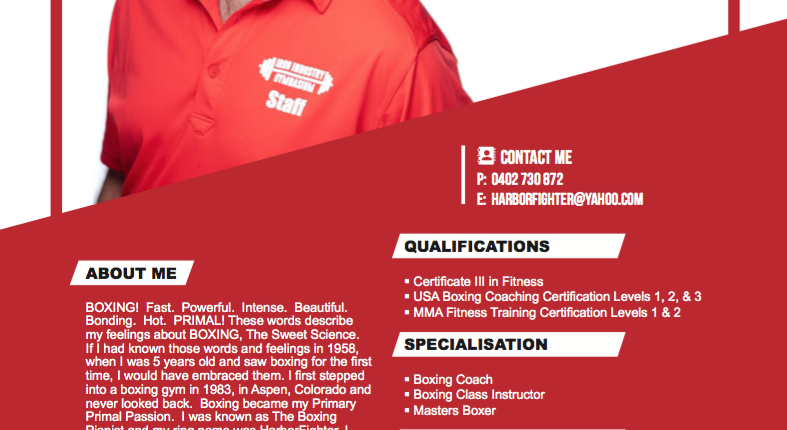 IRON INDUSTRY
GYMNASIUM
Staff
CONTACT ME
P: 0402 730 872
E: HARBORFIGHTER@YAHOO.COM
QUALIFICATIONS
▪ Certificate III in Fitness
▪ USA Boxing Coaching Certification Levels 1, 2, & 3
▪ MMA Fitness Training Certification Levels 1 & 2
SPECIALISATION
▪ Boxing Coach
▪ Boxing Class Instructor
▪ Masters Boxer
ABOUT ME
BOXING! Fast. Powerful. Intense. Beautiful.
Bonding. Hot. PRIMAL! These words describe
my feelings about BOXING, The Sweet Science.
If I had known those words and feelings in 1958,
when I was 5 years old and saw boxing for the first
time, I would have embraced them. I first stepped
into a boxing gym in 1983, in Aspen, Colorado and
never looked back. Boxing became my Primary
Primal Passion. I was known as The Boxing
Pianist and my ring name was HarborFighter. I